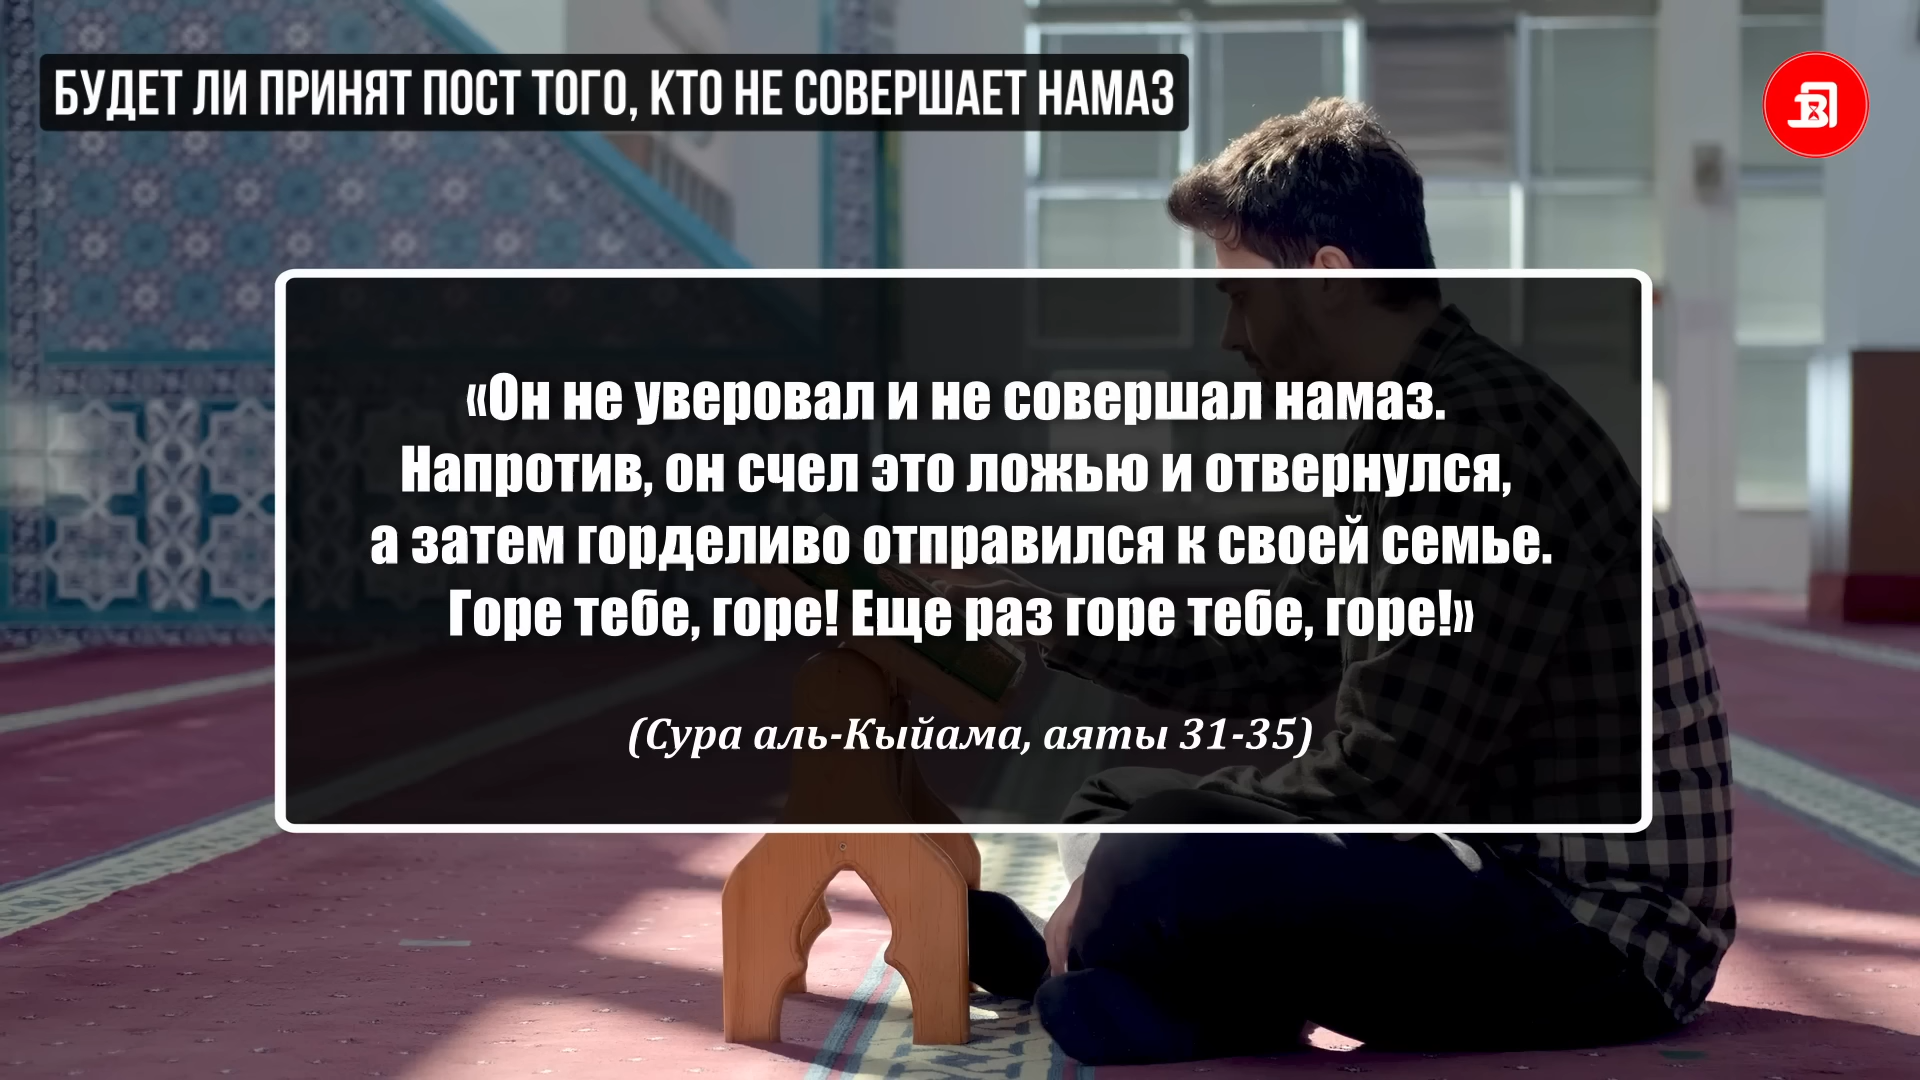 БУДЕТ ЛИ ПРИНЯТ ПОСТ ТОГО, КТО НЕ СОВЕРШАЕТ НАМАЗ
«Он не уверовал и не совершал намаз.
Напротив, он счел это ложью и отвернулся,
а затем горделиво отправился к своей семье.
Горе тебе, горе! Еще раз горе тебе, горе!»
(Сура аль-Кыйама, аяты 31-35)